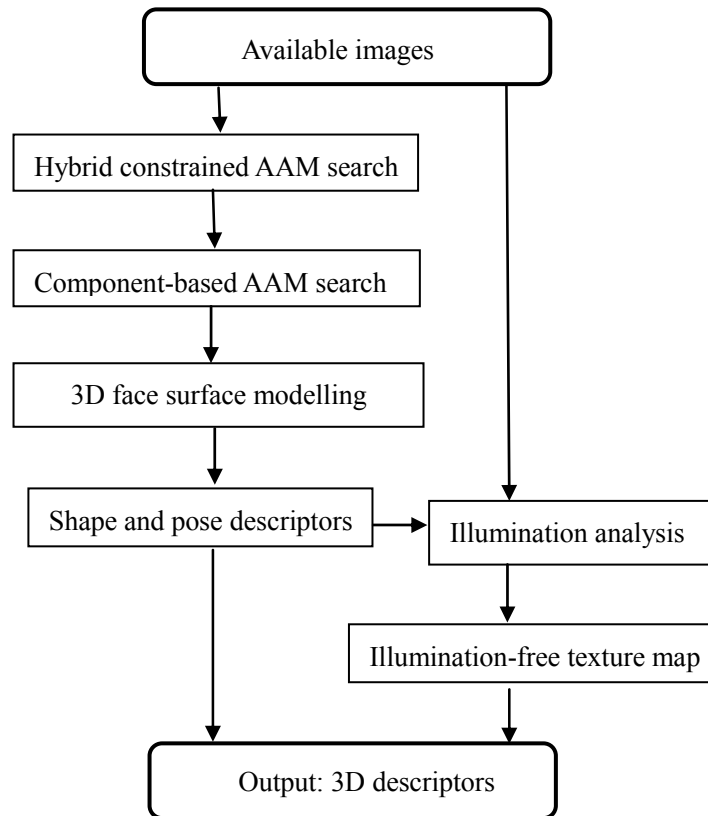 Available images
Hybrid constrained AAM search
Component-based AAM search
3D face surface modelling
Shape and pose descriptors
Illumination analysis
Illumination-free texture map
Output: 3D descriptors